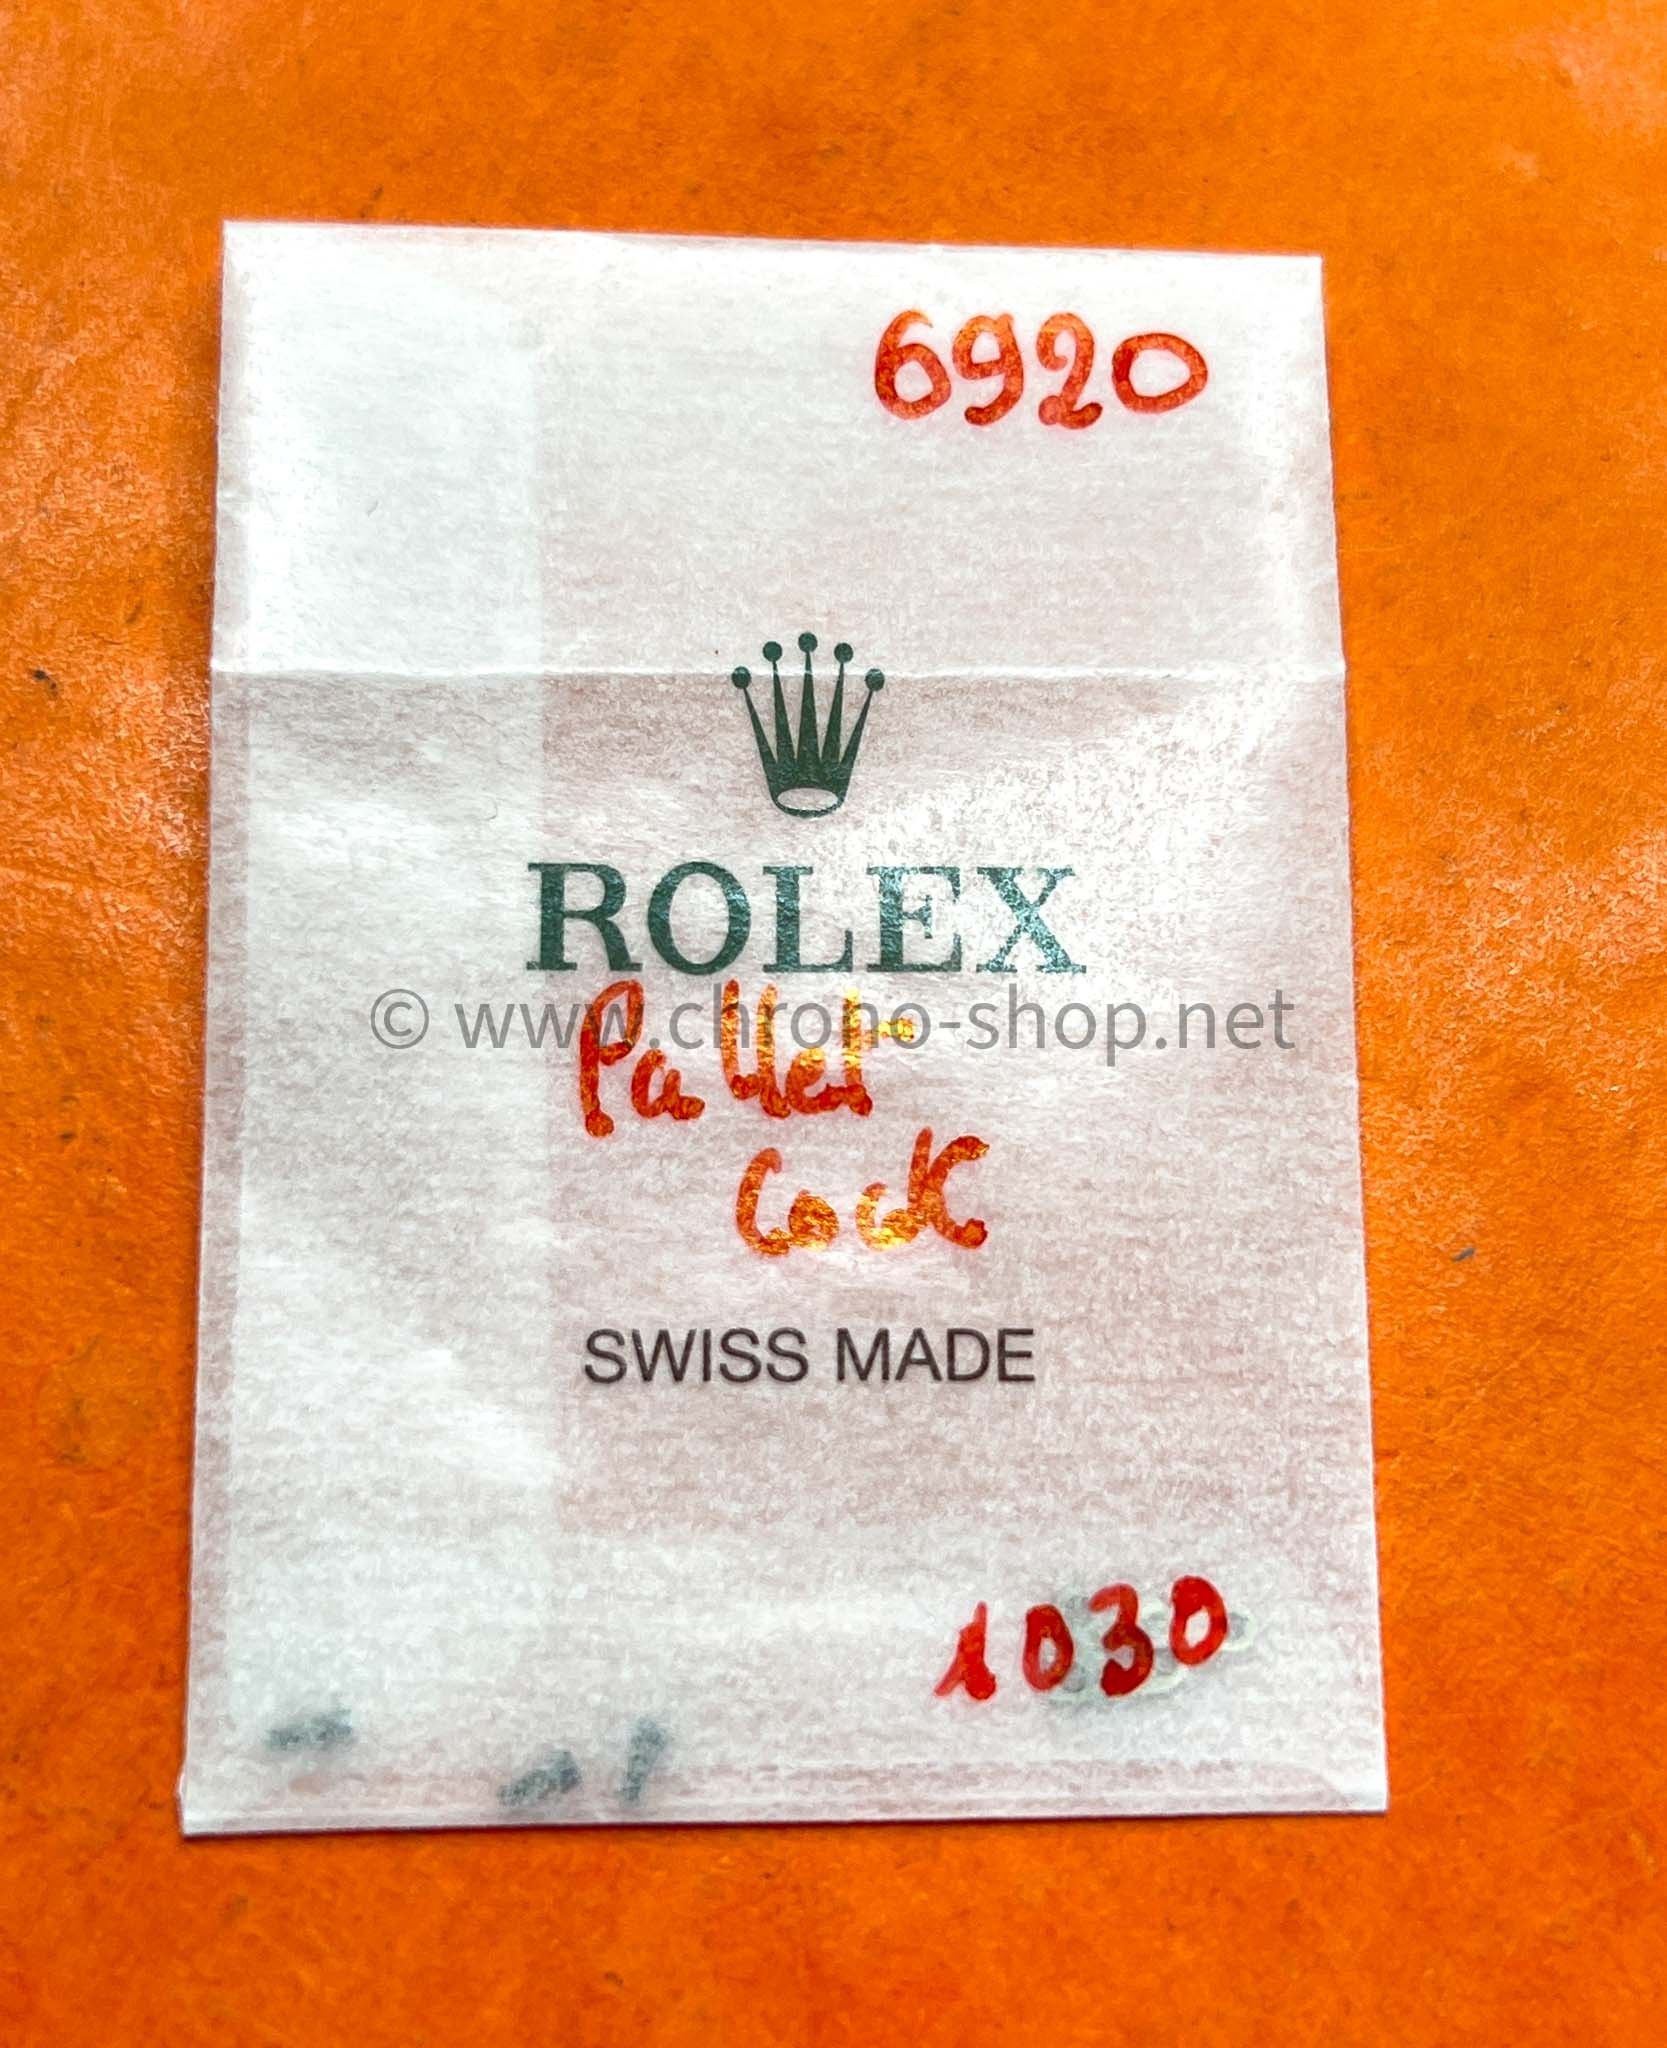 6920
ROLEX
© www.chrono-shop.net
Pallet
Cock
SWISS MADE
1030